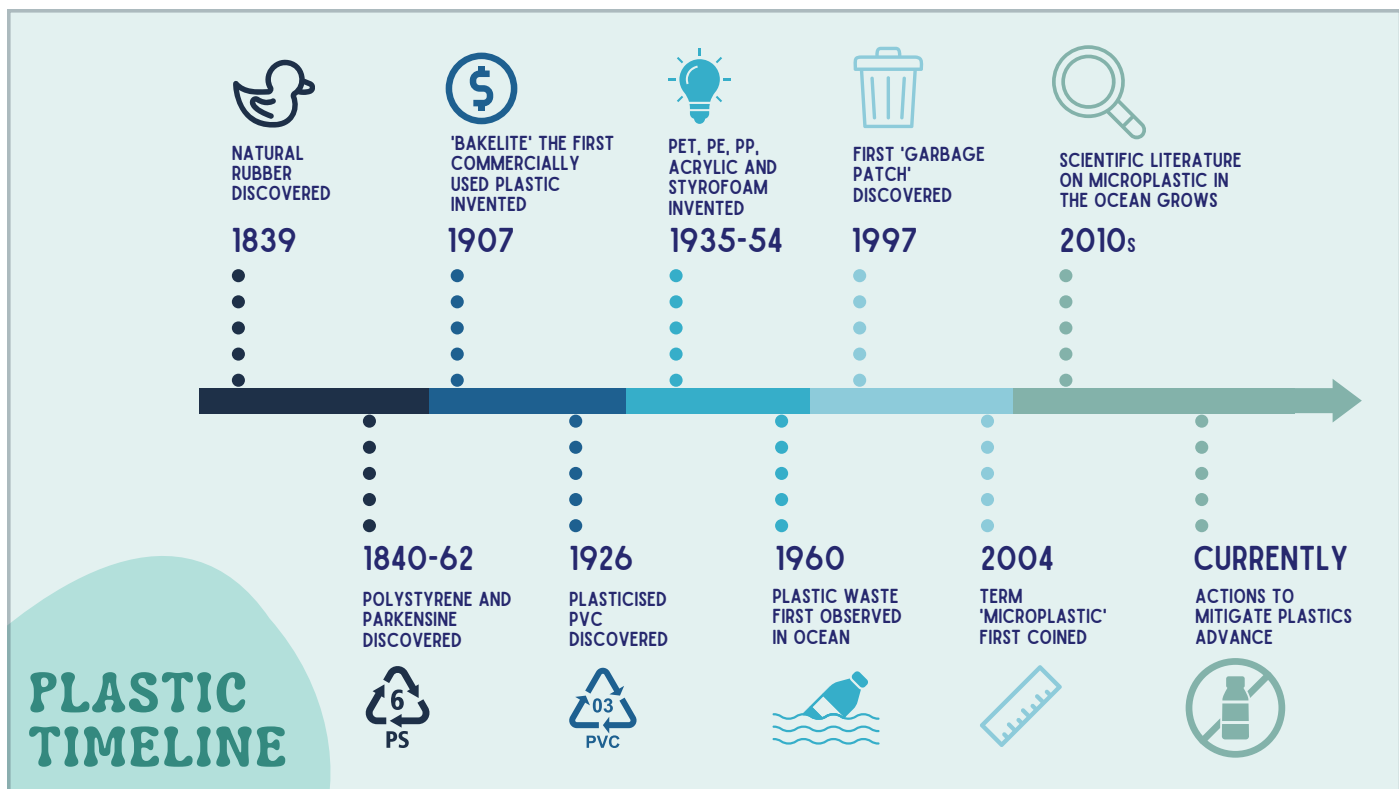 NATURAL
RUBBER
DISCOVERED
1839
'BAKELITE' THE FIRST
COMMERCIALLY
USED PLASTIC
INVENTED
1907
PET, PE, PP,
ACRYLIC AND
STYROFOAM
INVENTED
1935-54
FIRST 'GARBAGE
PATCH'
DISCOVERED
1997
SCIENTIFIC LITERATURE
ON MICROPLASTIC IN
THE OCEAN GROWS
2010s
1840-62
POLYSTYRENE AND
PARKENSINE
DISCOVERED
6
PS
1926
PLASTICISED
PVC
DISCOVERED
03
PVC
1960
PLASTIC WASTE
FIRST OBSERVED
IN OCEAN
2004
TERM
'MICROPLASTIC'
FIRST COINED
CURRENTLY
ACTIONS TO
MITIGATE PLASTICS
ADVANCE
PLASTIC
TIMELINE
$